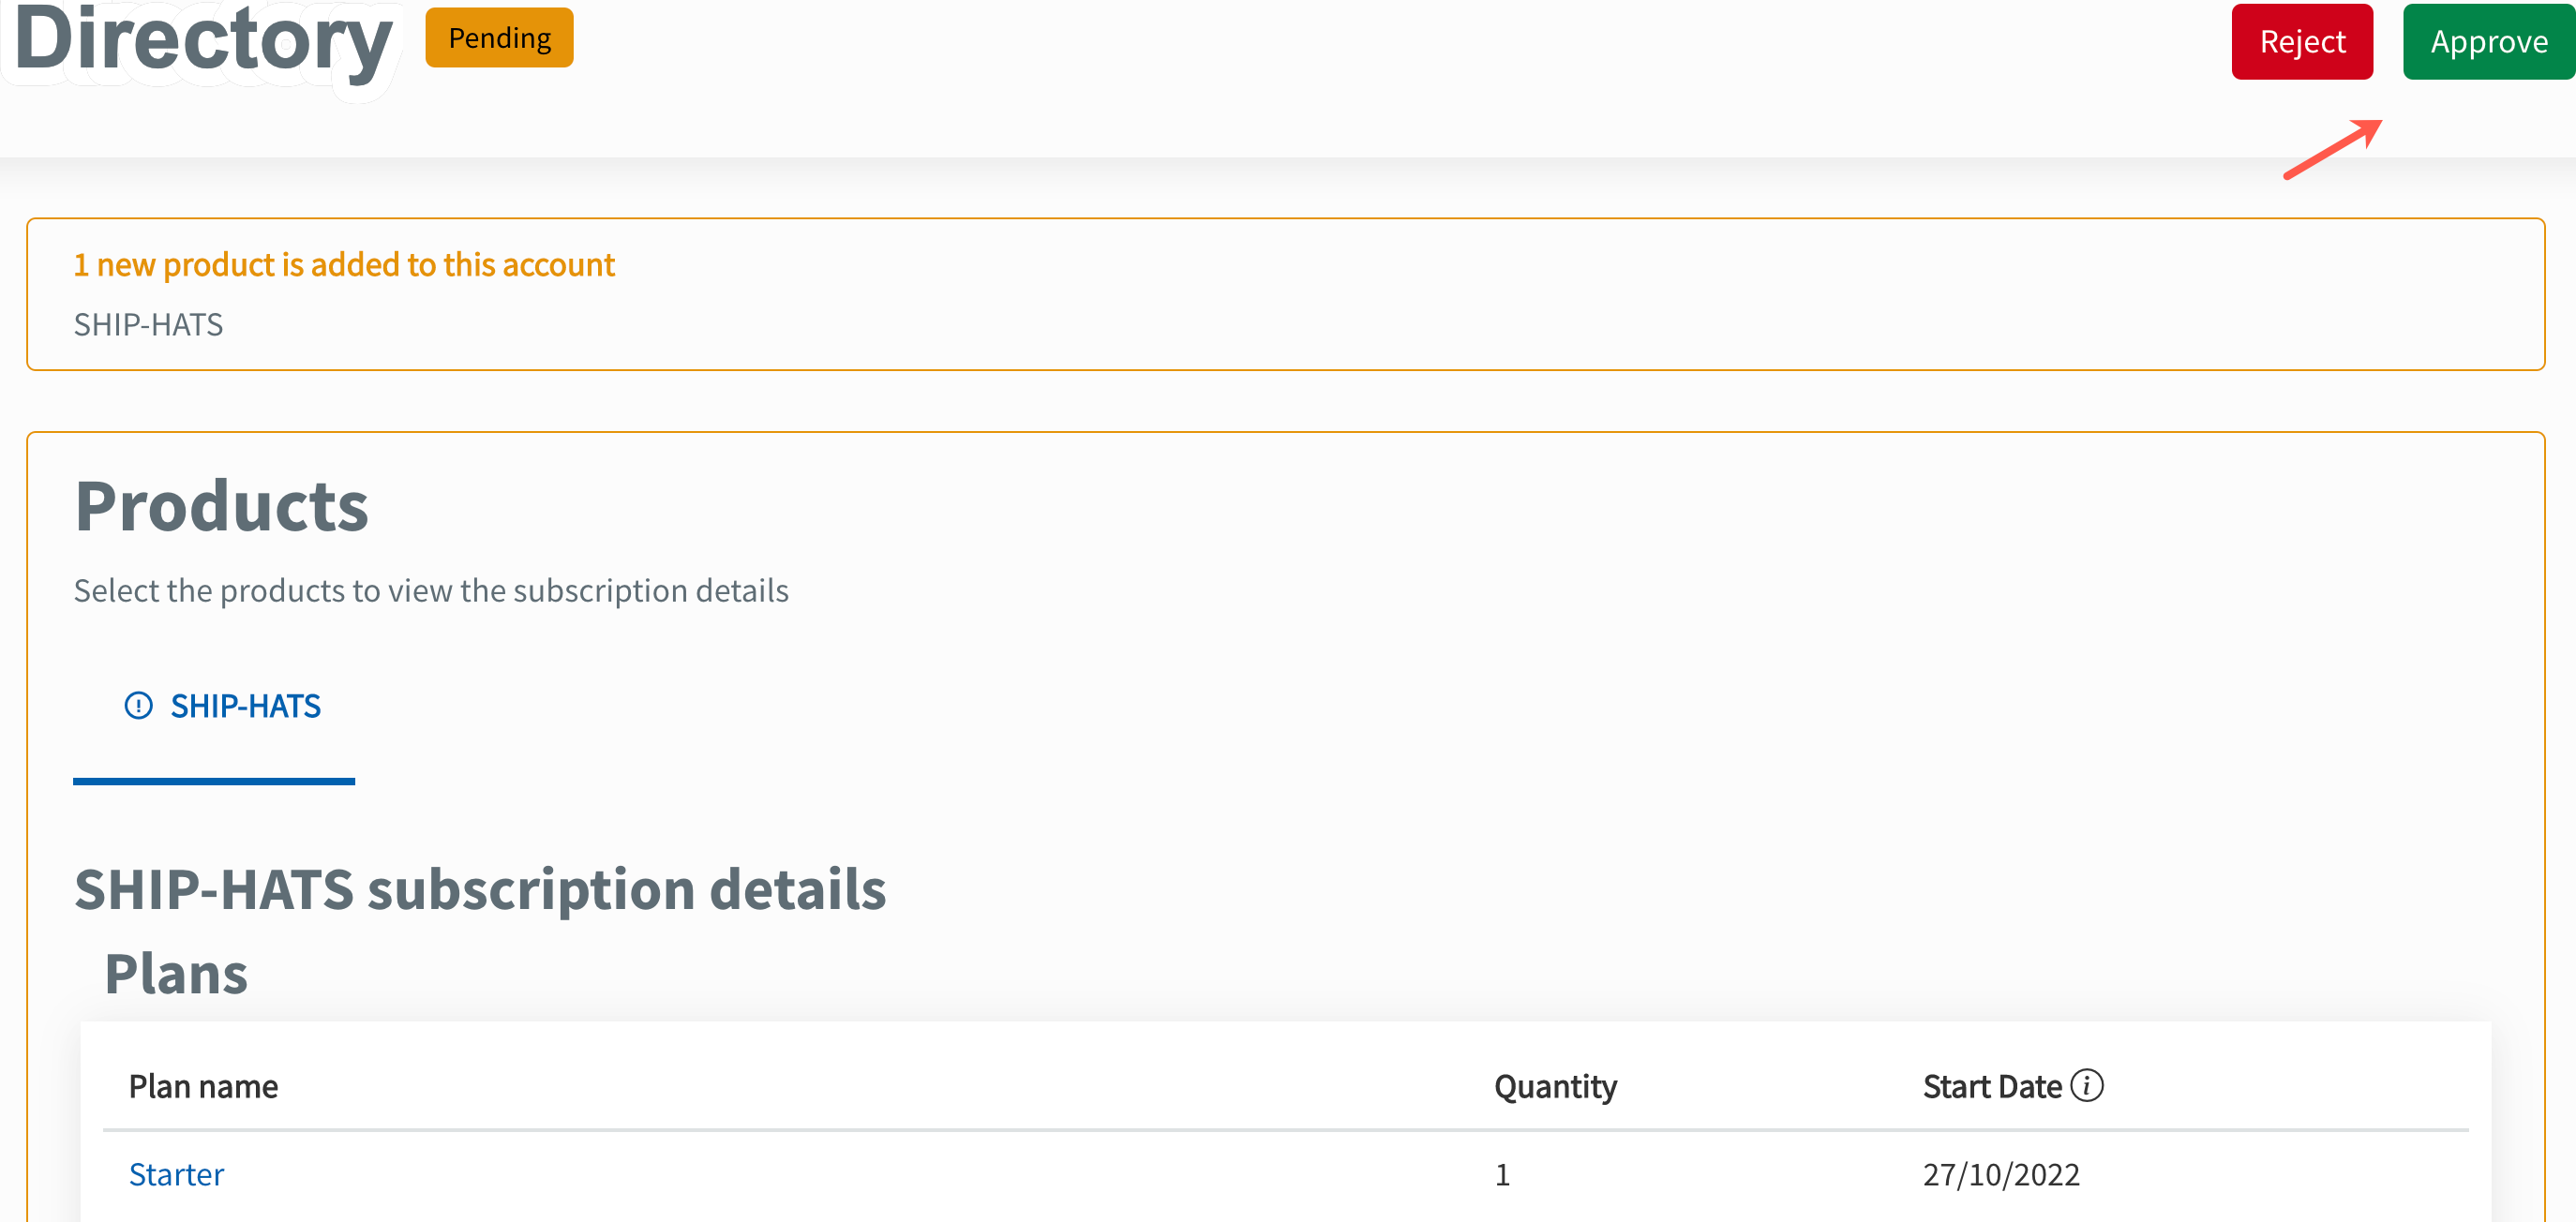 Directory Pending Reject Approve
1 new product is added to this account
SHIP-HATS
Products
Select the products to view the subscription details
SHIP-HATS
SHIP-HATS subscription details
Plans
Plan name Quantity Start Date
Starter 1 27/10/2022